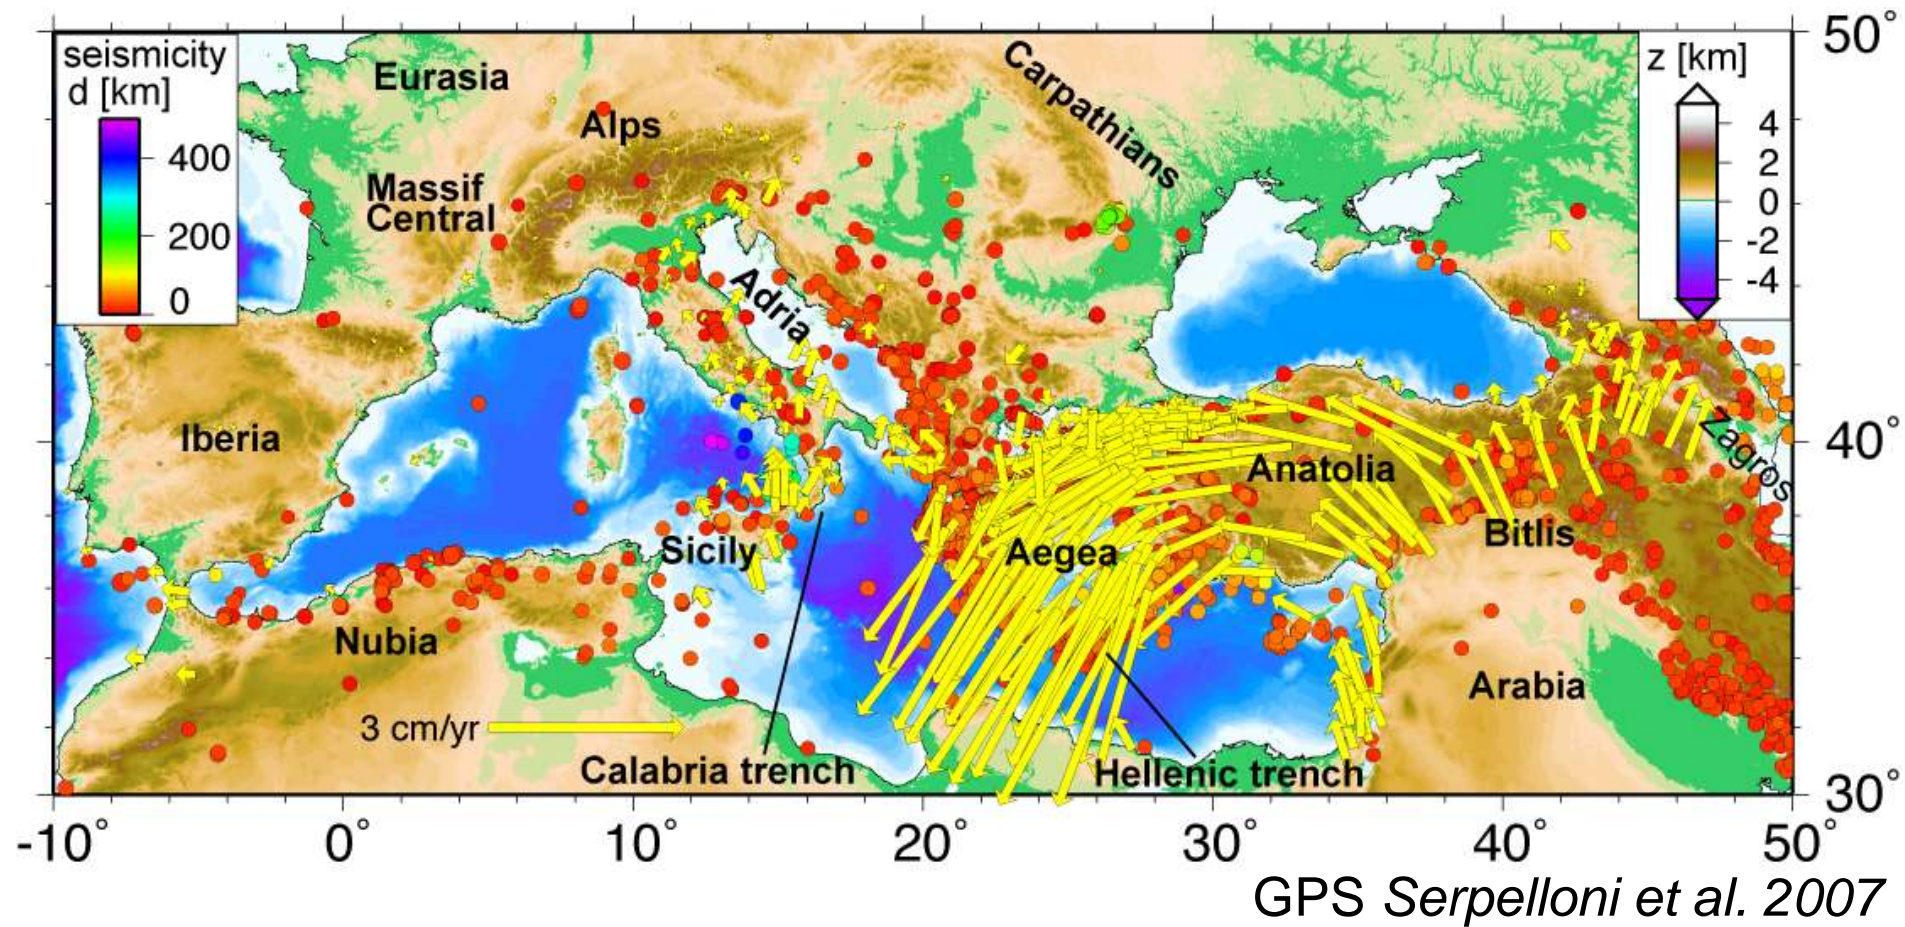 seismicity
d [km]
400
200
0
Eurasia
Alps
Carpathians
z [km]
4
2
0
-2
-4
50°
Massif
Central
Adria
Iberia
40°
Anatolia
Zagros
Bitlis
Sicily
Aegea
Nubia
Arabia
3 cm/yr
Calabria trench
Hellenic trench
30°
-10° 0° 10° 20° 30° 40° 50°
GPS Serpelloni et al. 2007